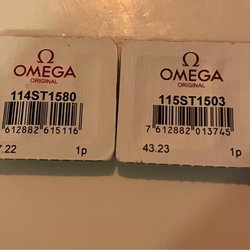 Ω
OMEGA
ORIGINAL
114ST1580
612882 615116
7.22 1p
Ω
OMEGA
ORIGINAL
115ST1503
7 612882 013745
43.23 1p